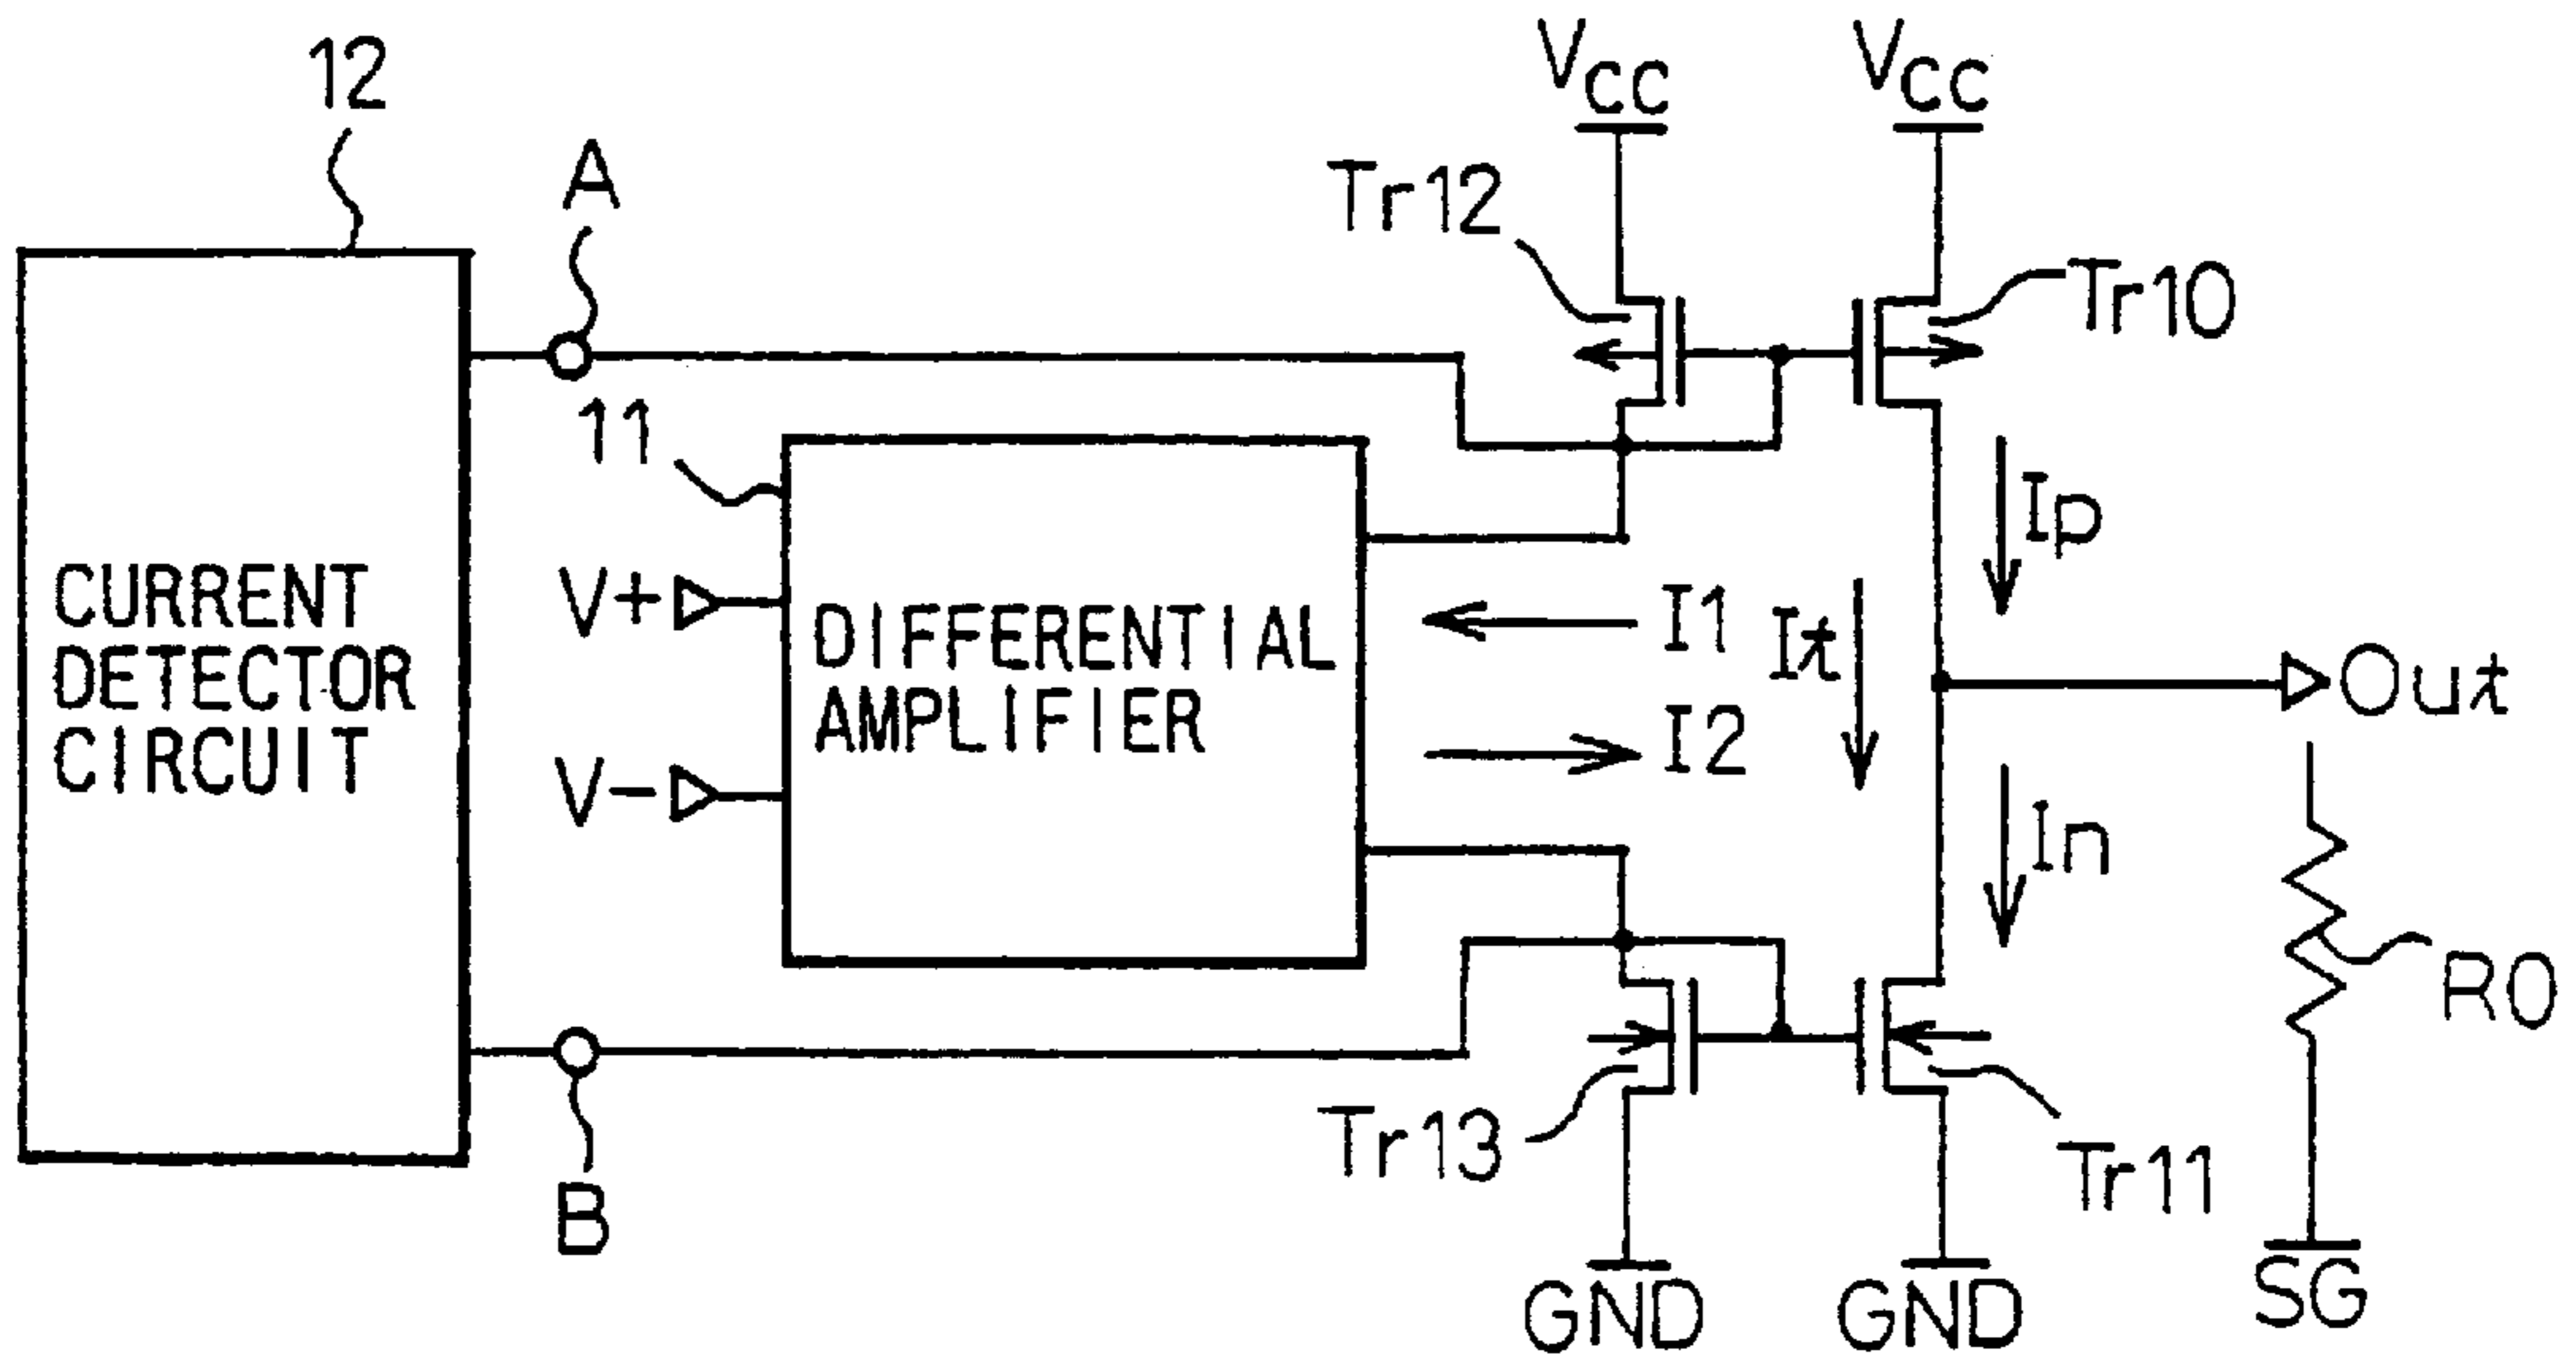 12
A
VCC
VCC
Tr12
Tr10
11
Ip
CURRENT
DETECTOR
CIRCUIT
V+
V-
DIFFERENTIAL
AMPLIFIER
I1
It
I2
Out
In
R0
Tr13
Tr11
B
GND
GND
SG